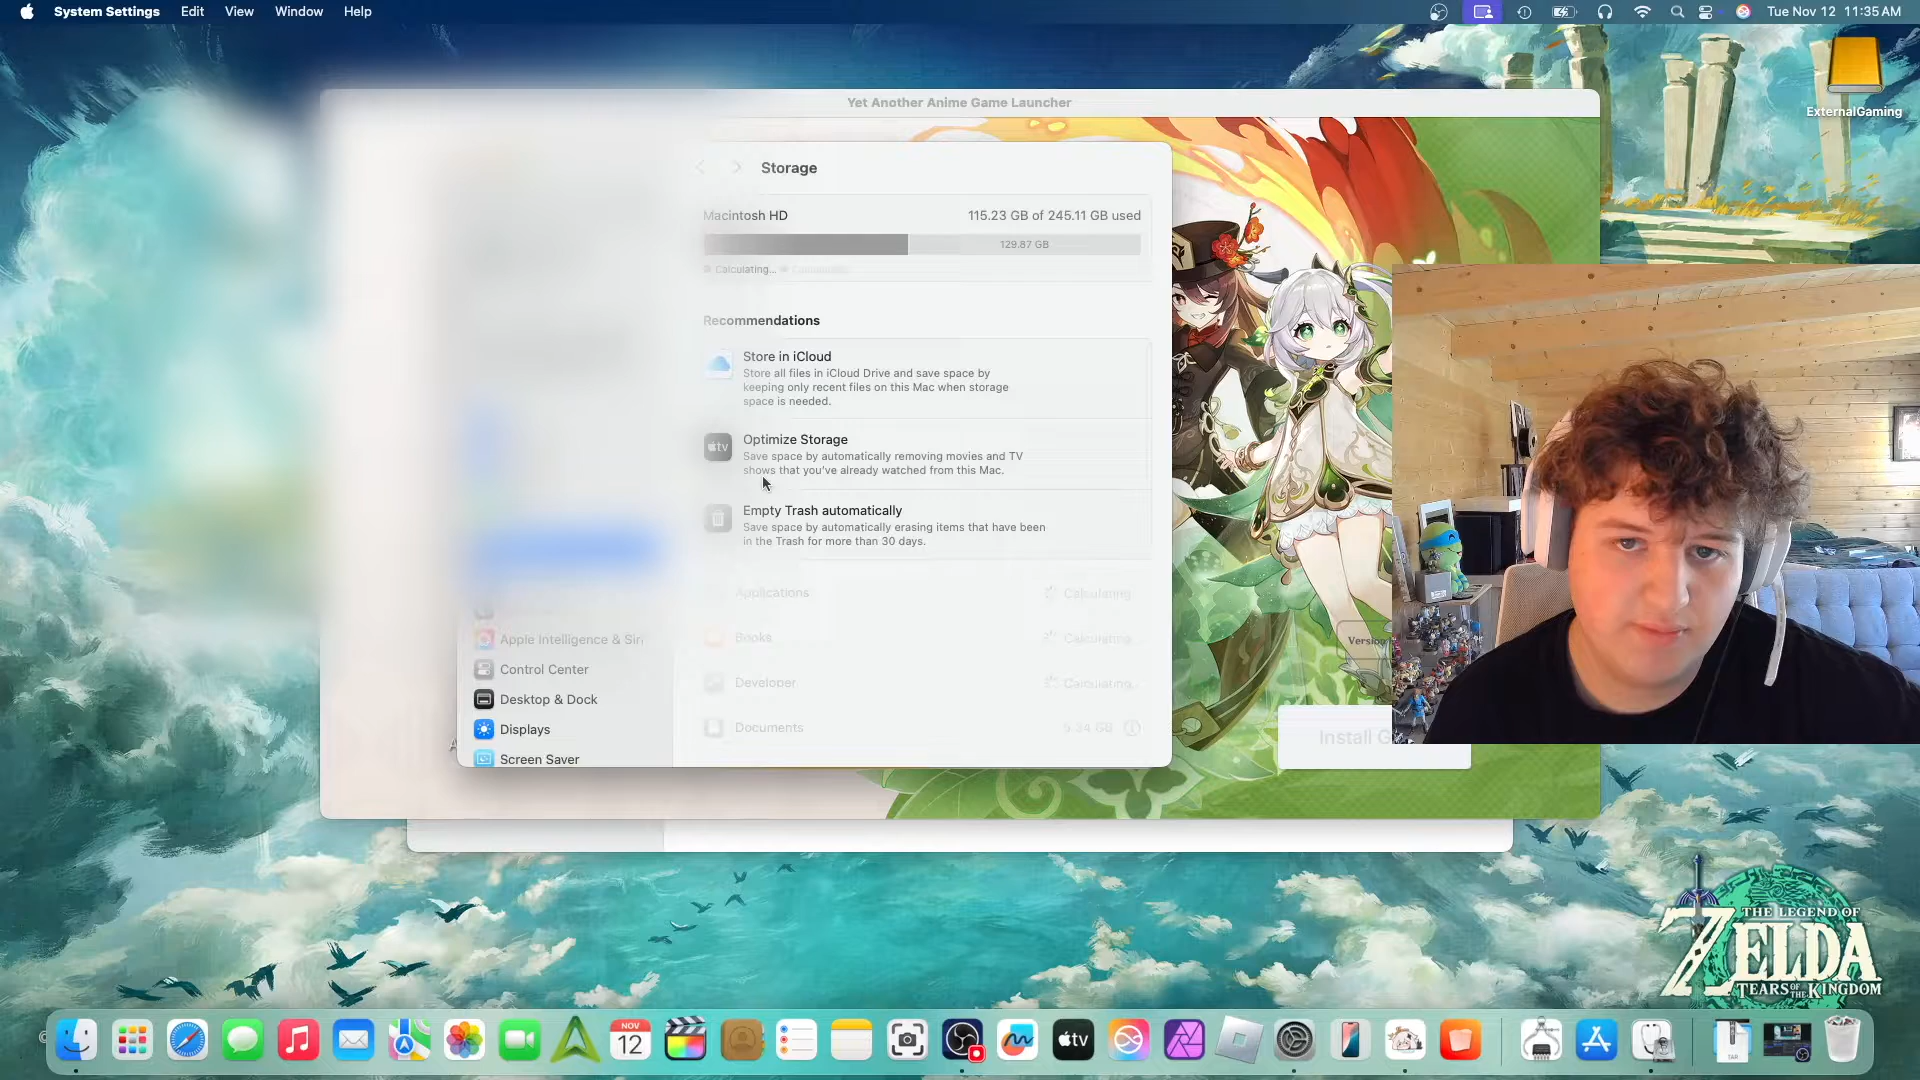 System Settings Edit View Window Help
Tue Nov 12 11:35 AM
ExternalGaming
Yet Another Anime Game Launcher
Storage
Macintosh HD
115.23 GB of 245.11 GB used
129.87 GB
Calculating...
Recommendations
Store in iCloud
Store all files in iCloud Drive and save space by
keeping only recent files on this Mac when storage
space is needed.
Optimize Storage
Save space by automatically removing movies and TV
shows that you've already watched from this Mac.
Empty Trash automatically
Save space by automatically erasing items that have been
in the Trash for more than 30 days.
Applications
Calculating...
Books
Calculating...
Developer
Calculating...
Documents
9.34 GB
Apple Intelligence & Siri
Control Center
Desktop & Dock
Displays
Screen Saver
Version
Install
THE LEGEND OF
ZELDA
TEARS OF THE KINGDOM
NOV
12
tv
TAR